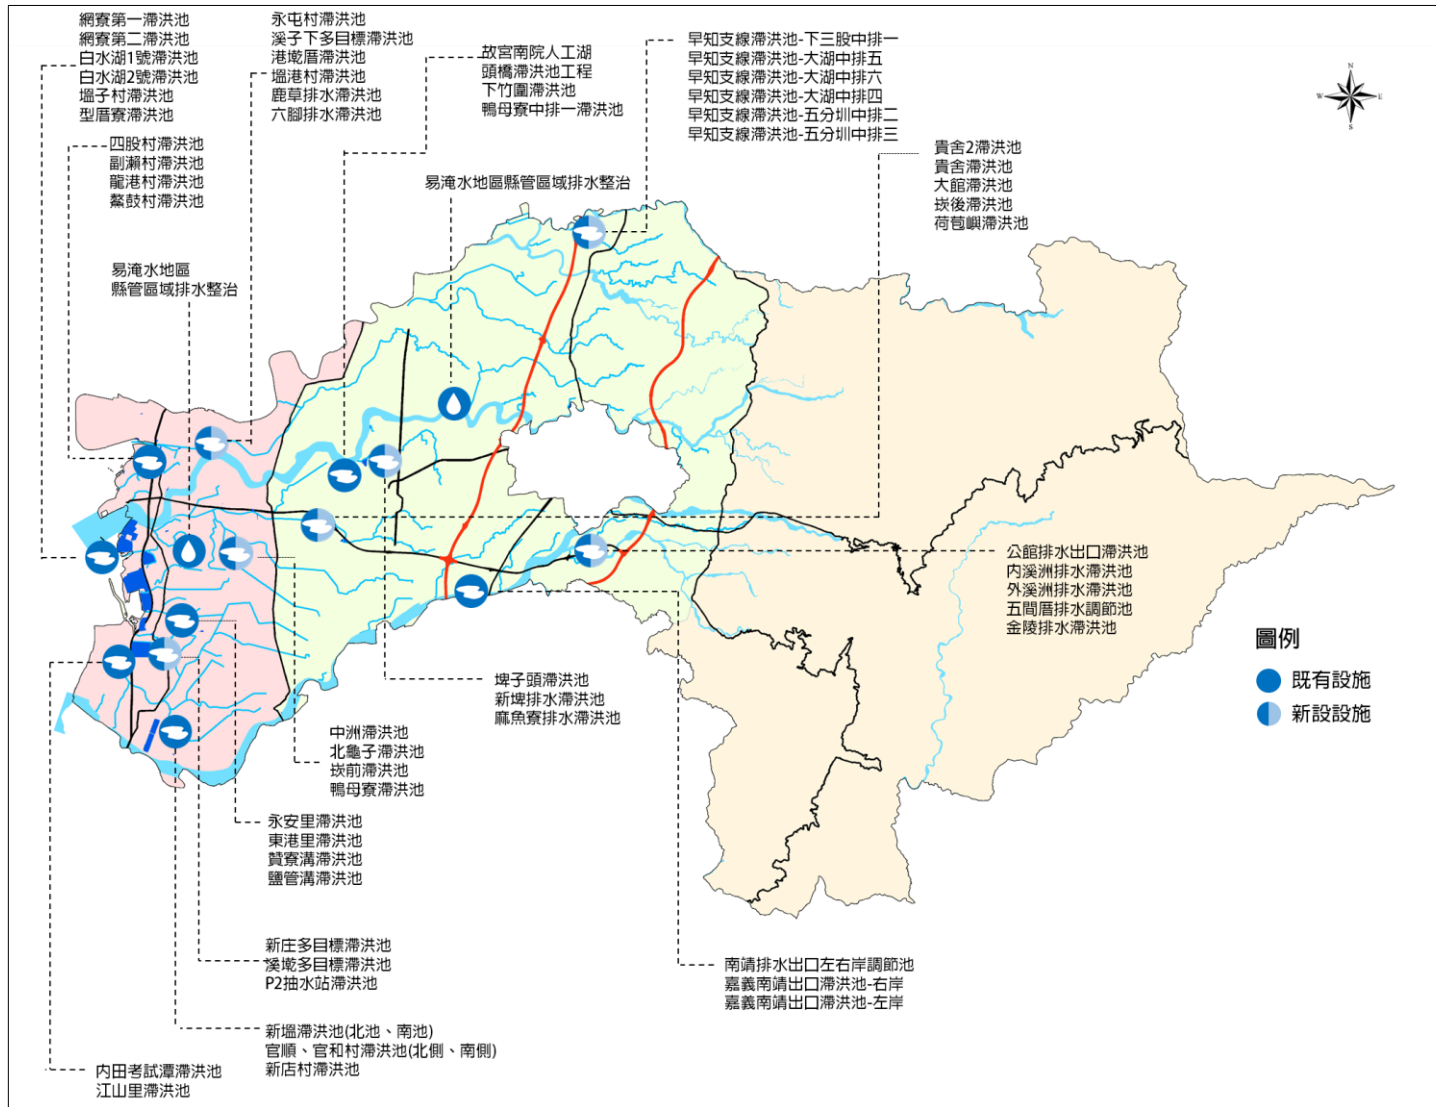 網寮第一滯洪池
網寮第二滯洪池
白水湖1號滯洪池
白水湖2號滯洪池
塭子村滯洪池
型厝寮滯洪池
永屯村滯洪池
溪子下多目標滯洪池
港墘厝滯洪池
塭港村滯洪池
鹿草排水滯洪池
六腳排水滯洪池
故宮南院人工湖
頭橋滯洪池工程
下竹圍滯洪池
鴨母寮中排一滯洪池
早知支線滯洪池-下三股中排一
早知支線滯洪池-大湖中排五
早知支線滯洪池-大湖中排六
早知支線滯洪池-大湖中排四
早知支線滯洪池-五分圳中排二
早知支線滯洪池-五分圳中排三
N
W
E
S
四股村滯洪池
副瀨村滯洪池
龍港村滯洪池
鰲鼓村滯洪池
貴舍2滯洪池
貴舍滯洪池
大館滯洪池
崁後滯洪池
荷苞嶼滯洪池
易淹水地區縣管區域排水整治
易淹水地區
縣管區域排水整治
公館排水出口滯洪池
內溪洲排水滯洪池
外溪洲排水滯洪池
五間厝排水調節池
金陵排水滯洪池
圖例
既有設施
新設設施
埤子頭滯洪池
新埤排水滯洪池
麻魚寮排水滯洪池
中洲滯洪池
北龜子滯洪池
崁前滯洪池
鴨母寮滯洪池
永安里滯洪池
東港里滯洪池
贊寮溝滯洪池
鹽管溝滯洪池
新庄多目標滯洪池
溪墘多目標滯洪池
P2抽水站滯洪池
南靖排水出口左右岸調節池
嘉義南靖出口滯洪池-右岸
嘉義南靖出口滯洪池-左岸
新塭滯洪池(北池、南池)
官順、官和村滯洪池(北側、南側)
新店村滯洪池
內田考試潭滯洪池
江山里滯洪池